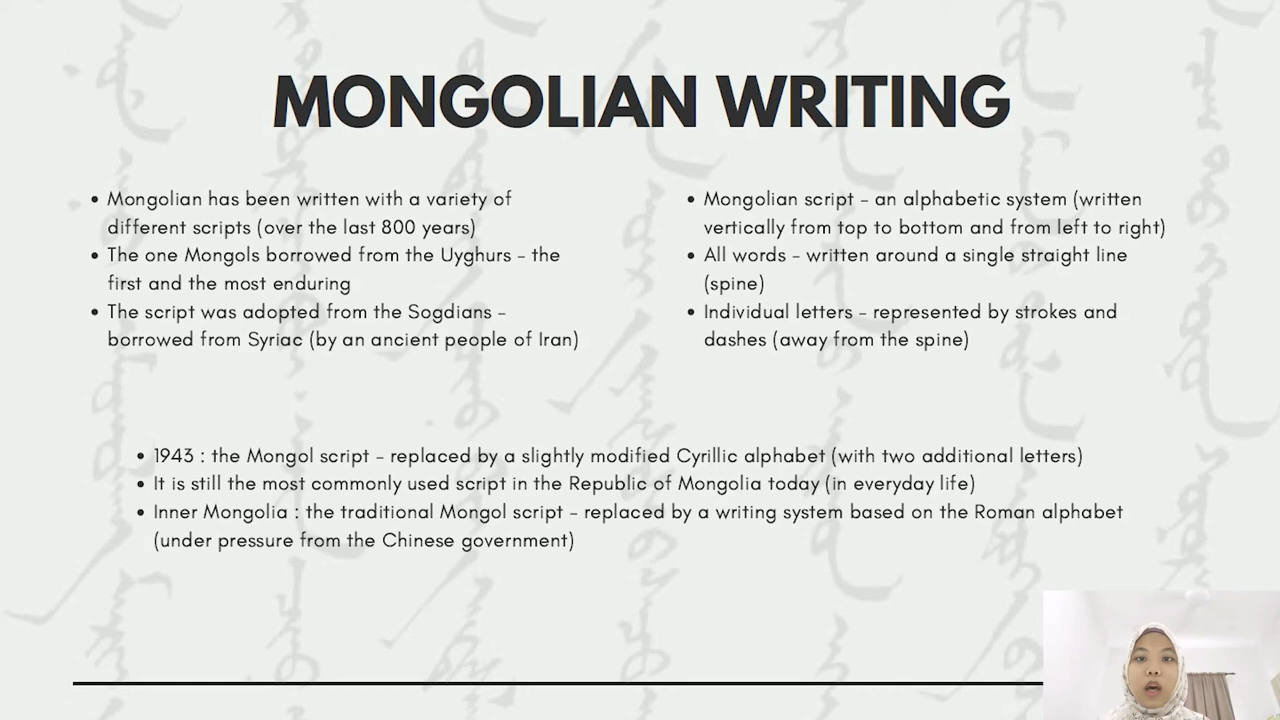 MONGOLIAN WRITING
• Mongolian has been written with a variety of
different scripts (over the last 800 years)
• The one Mongols borrowed from the Uyghurs - the
first and the most enduring
• The script was adopted from the Sogdians -
borrowed from Syriac (by an ancient people of Iran)
• Mongolian script - an alphabetic system (written
vertically from top to bottom and from left to right)
• All words - written around a single straight line
(spine)
• Individual letters - represented by strokes and
dashes (away from the spine)
• 1943 : the Mongol script - replaced by a slightly modified Cyrillic alphabet (with two additional letters)
• It is still the most commonly used script in the Republic of Mongolia today (in everyday life)
• Inner Mongolia : the traditional Mongol script - replaced by a writing system based on the Roman alphabet
(under pressure from the Chinese government)